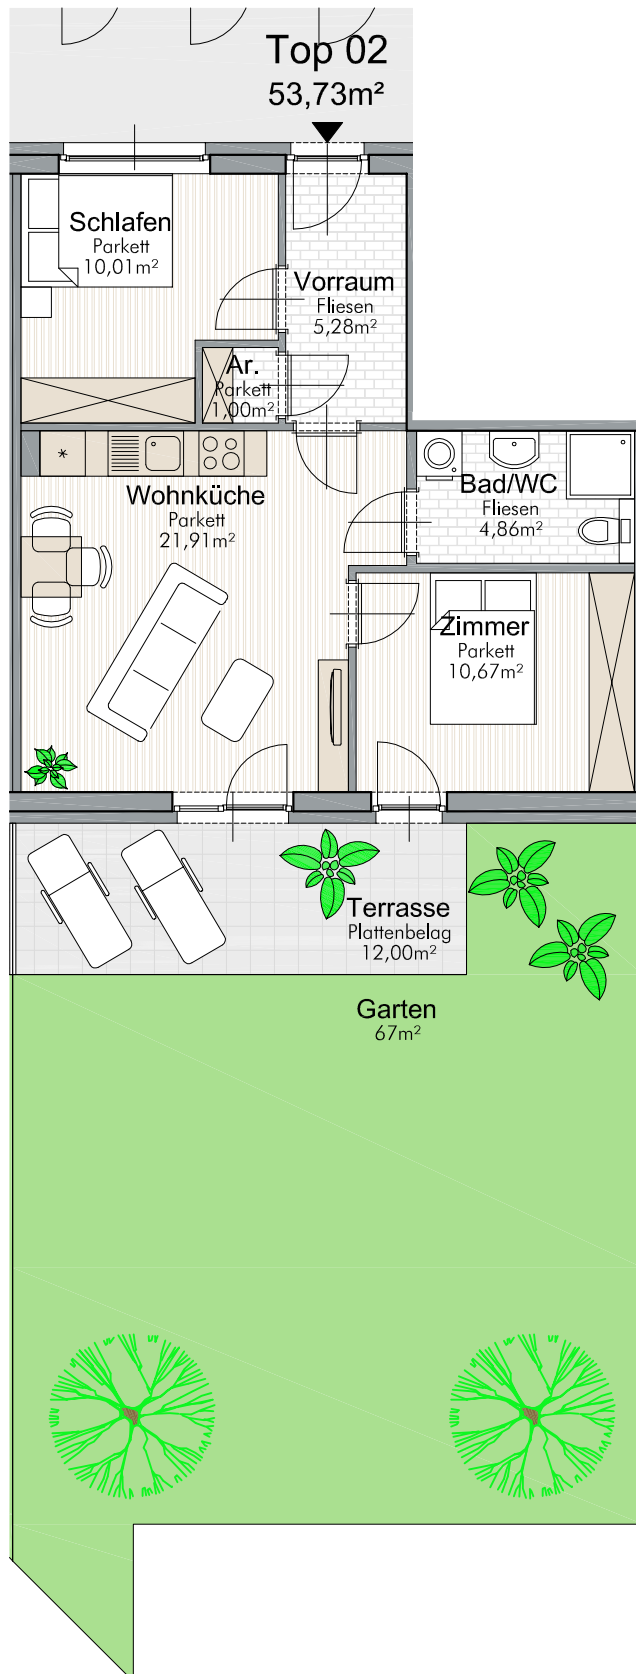 Top 02
53,73m²
Schlafen
Parkett
10,01m²
Vorraum
Fliesen
5,28m²
Ar.
Parkett
1,00m²
*
Wohnküche
Parkett
21,91m²
Bad/WC
Fliesen
4,86m²
Zimmer
Parkett
10,67m²
Terrasse
Plattenbelag
12,00m²
Garten
67m²